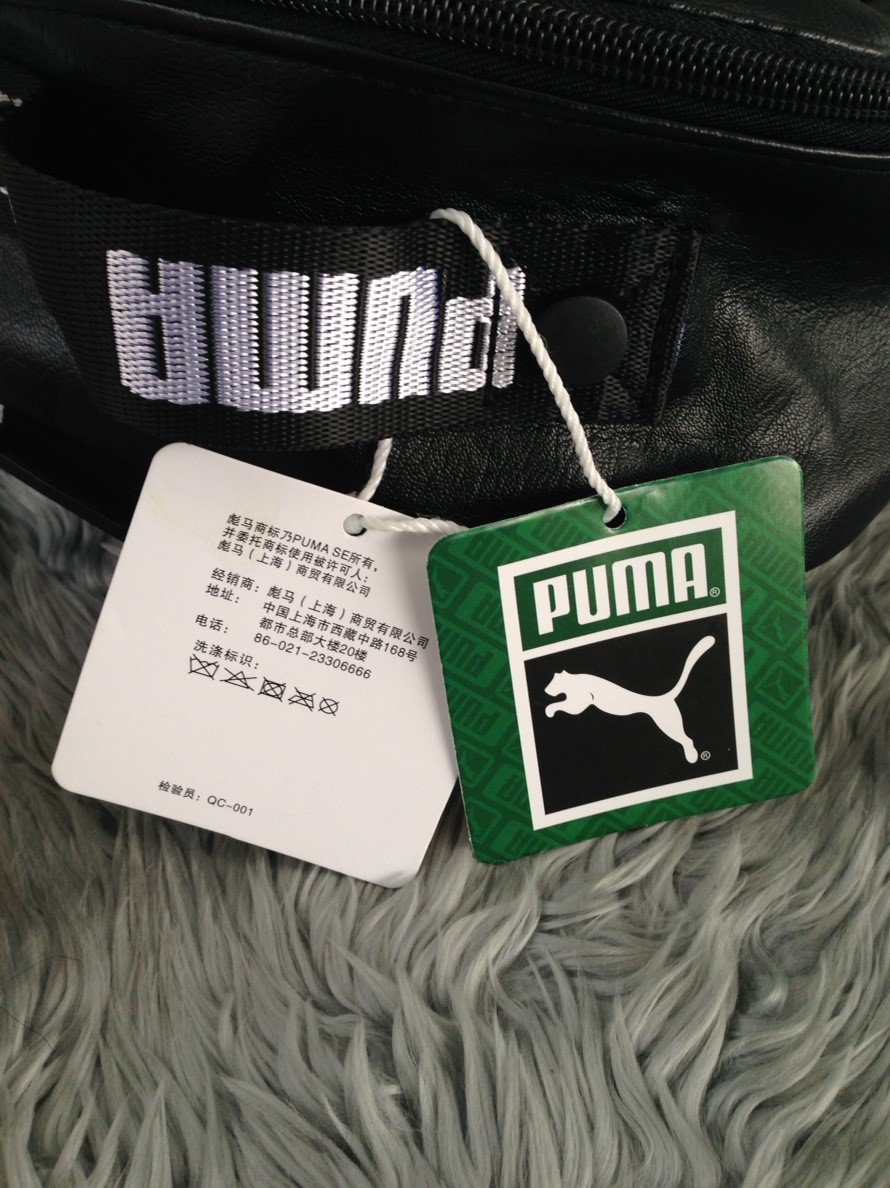 PUMA
彪马商标乃PUMA SE所有,
并委托商标使用被许可人:
彪马（上海）商贸有限公司
经销商: 彪马（上海）商贸有限公司
地址: 中国上海市西藏中路168号
都市总部大楼20楼
电话: 86-021-23306666
洗涤标识:
检验员: QC-001
PUMA®
®